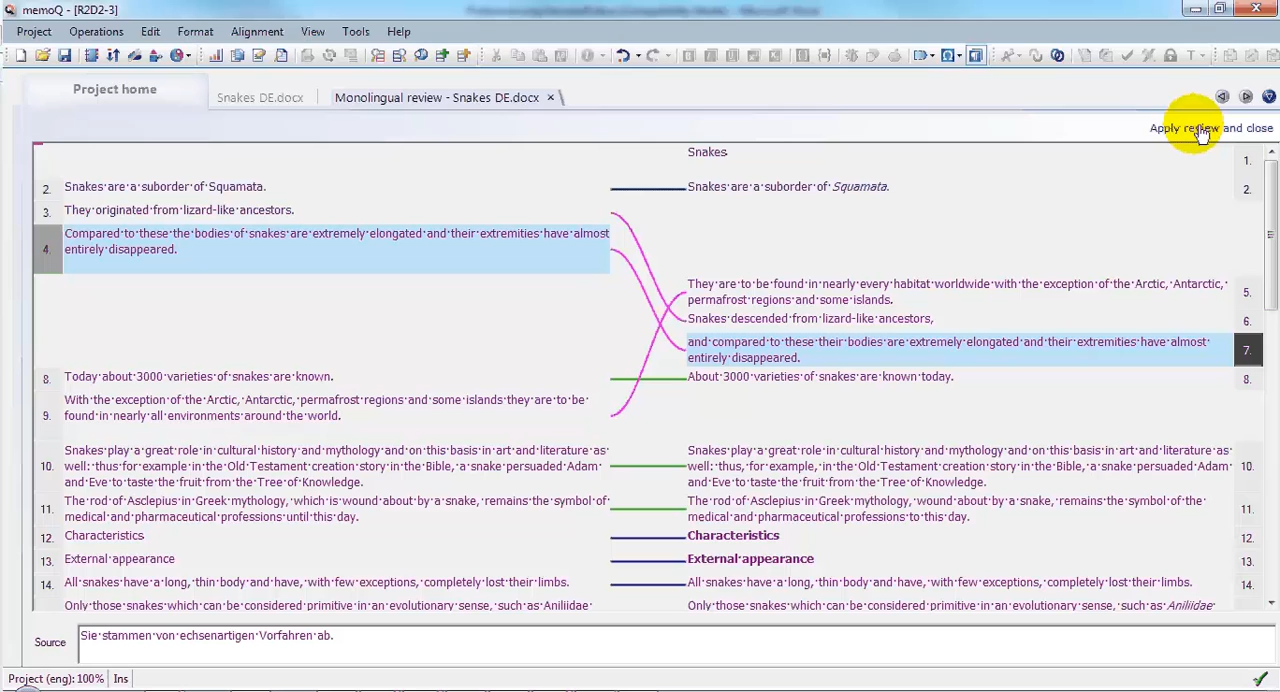 memoQ - [R2D2-3]
Project Operations Edit Format Alignment View Tools Help
Project home
Snakes DE.docx
Monolingual review - Snakes DE.docx
Apply review and close
Snakes
1.
2.
Snakes are a suborder of Squamata.
Snakes are a suborder of Squamata.
2.
3.
They originated from lizard-like ancestors.
4.
Compared to these the bodies of snakes are extremely elongated and their extremities have almost
entirely disappeared.
They are to be found in nearly every habitat worldwide with the exception of the Arctic, Antarctic,
permafrost regions and some islands.
5.
Snakes descended from lizard-like ancestors,
6.
and compared to these their bodies are extremely elongated and their extremities have almost
entirely disappeared.
7.
8.
Today about 3000 varieties of snakes are known.
About 3000 varieties of snakes are known today.
8.
9.
With the exception of the Arctic, Antarctic, permafrost regions and some islands they are to be
found in nearly all environments around the world.
10.
Snakes play a great role in cultural history and mythology and on this basis in art and literature as
well: thus for example in the Old Testament creation story in the Bible, a snake persuaded Adam
and Eve to taste the fruit from the Tree of Knowledge.
Snakes play a great role in cultural history and mythology and on this basis in art and literature as
well: thus, for example, in the Old Testament creation story in the Bible, a snake persuaded Adam
and Eve to taste the fruit from the Tree of Knowledge.
10.
11.
The rod of Asclepius in Greek mythology, which is wound about by a snake, remains the symbol of
medical and pharmaceutical professions until this day.
The rod of Asclepius in Greek mythology, wound about by a snake, remains the symbol of the
medical and pharmaceutical professions to this day.
11.
12.
Characteristics
Characteristics
12.
13.
External appearance
External appearance
13.
14.
All snakes have a long, thin body and have, with few exceptions, completely lost their limbs.
All snakes have a long, thin body and have, with few exceptions, completely lost their limbs.
14.
Only those snakes which can be considered primitive in an evolutionary sense, such as Aniliidae
Only those snakes which can be considered primitive in an evolutionary sense, such as Aniliidae
Source
Sie stammen von echsenartigen Vorfahren ab.
Project (eng): 100% Ins